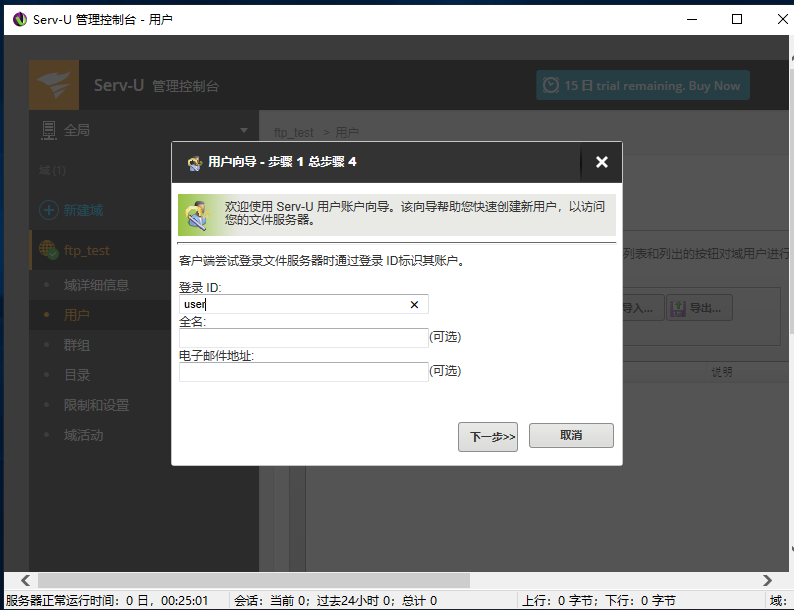 Serv-U 管理控制台 - 用户
Serv-U 管理控制台
15 日 trial remaining. Buy Now
全局
ftp_test > 用户
域 (1)
新建域
ftp_test
域详细信息
用户
群组
目录
限制和设置
域活动
用户向导 - 步骤 1 总步骤 4
欢迎使用 Serv-U 用户账户向导。该向导帮助您快速创建新用户，以访问
您的文件服务器。
客户端尝试登录文件服务器时通过登录 ID标识其账户。
登录 ID:
user
全名:
(可选)
电子邮件地址:
(可选)
下一步>>
取消
列表和列出的按钮对域用户进行
导入...
导出...
说明
服务器正常运行时间：0 日，00:25:01
会话：当前 0；过去24小时 0；总计 0
上行：0 字节；下行：0 字节
域：